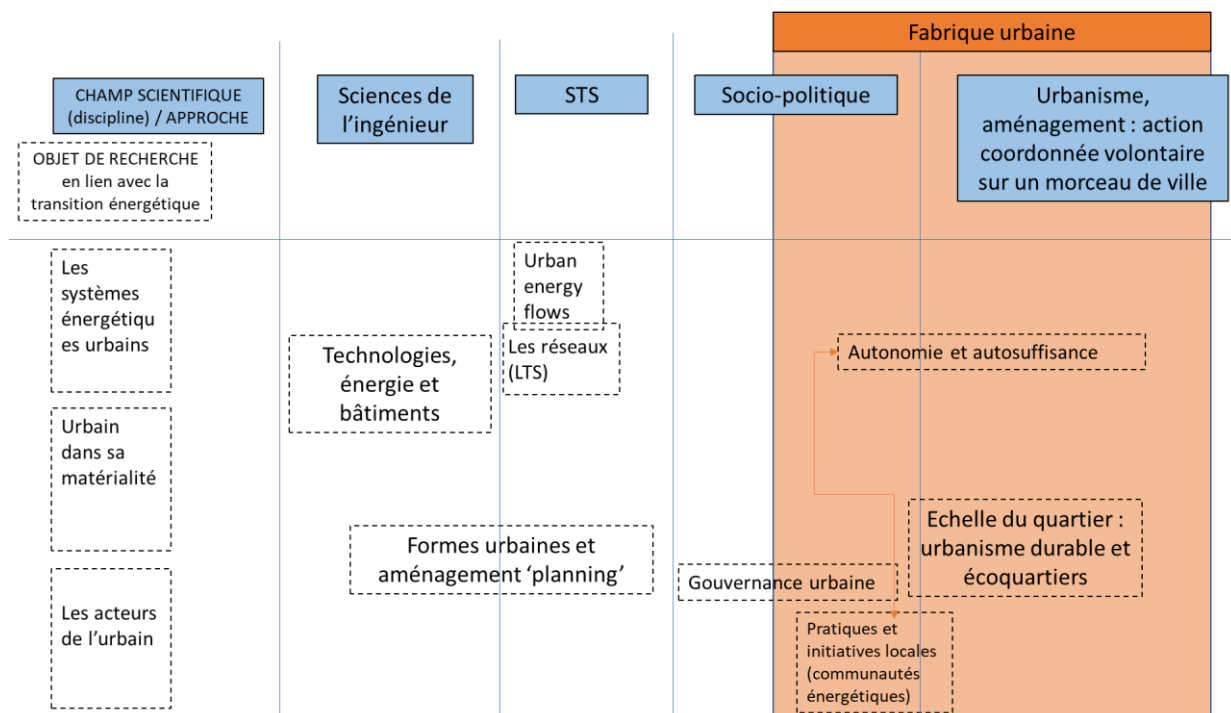 Fabrique urbaine
CHAMP SCIENTIFIQUE
(discipline) / APPROCHE
Sciences de
l'ingénieur
STS
Socio-politique
Urbanisme,
aménagement : action
coordonnée volontaire
sur un morceau de ville
OBJET DE RECHERCHE
en lien avec la
transition énergétique
Les
systèmes
énergétiqu
es urbains
Urban
energy
flows
Les réseaux
(LTS)
Technologies,
énergie et
bâtiments
Autonomie et autosuffisance
Urbain
dans sa
matérialité
Formes urbaines et
aménagement ‘planning’
Echelle du quartier :
urbanisme durable et
écoquartiers
Gouvernance urbaine
Les acteurs
de l’urbain
Pratiques et
initiatives locales
(communautés
énergétiques)